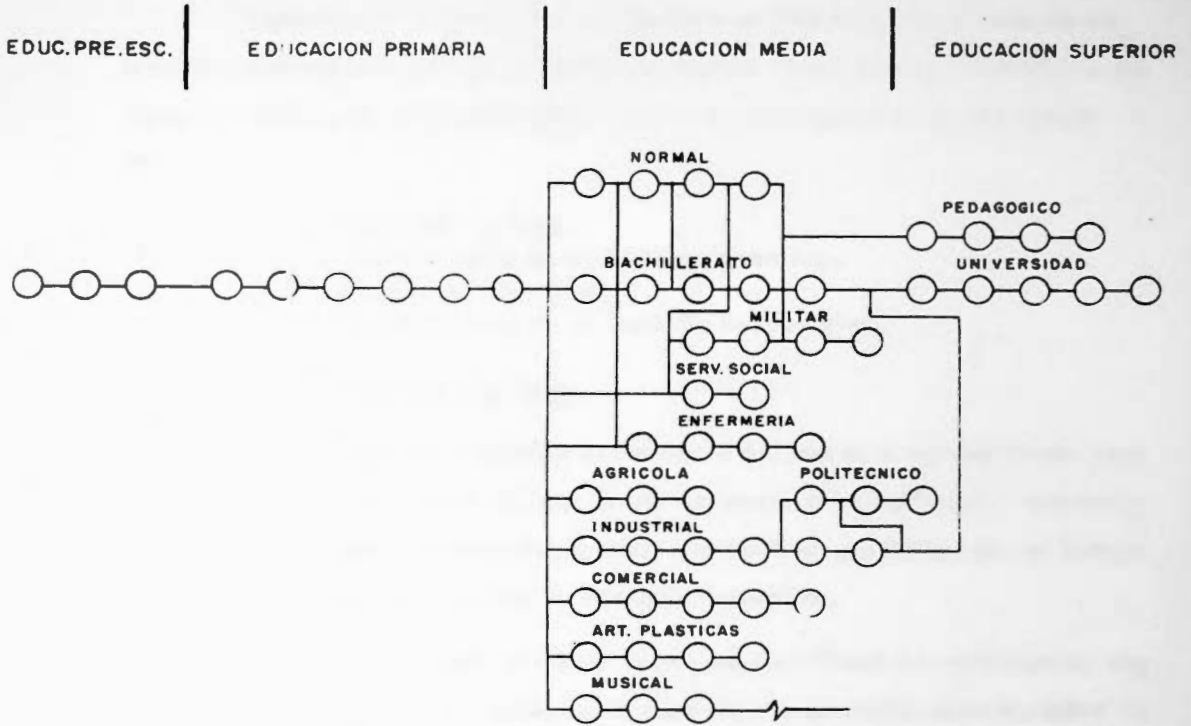 EDUC.PRE.ESC. EDUCACION PRIMARIA EDUCACION MEDIA EDUCACION SUPERIOR
NORMAL
PEDAGOGICO
BACHILLERATO UNIVERSIDAD
MILITAR
SERV. SOCIAL
ENFERMERIA
AGRICOLA POLITECNICO
INDUSTRIAL
COMERCIAL
ART. PLASTICAS
MUSICAL